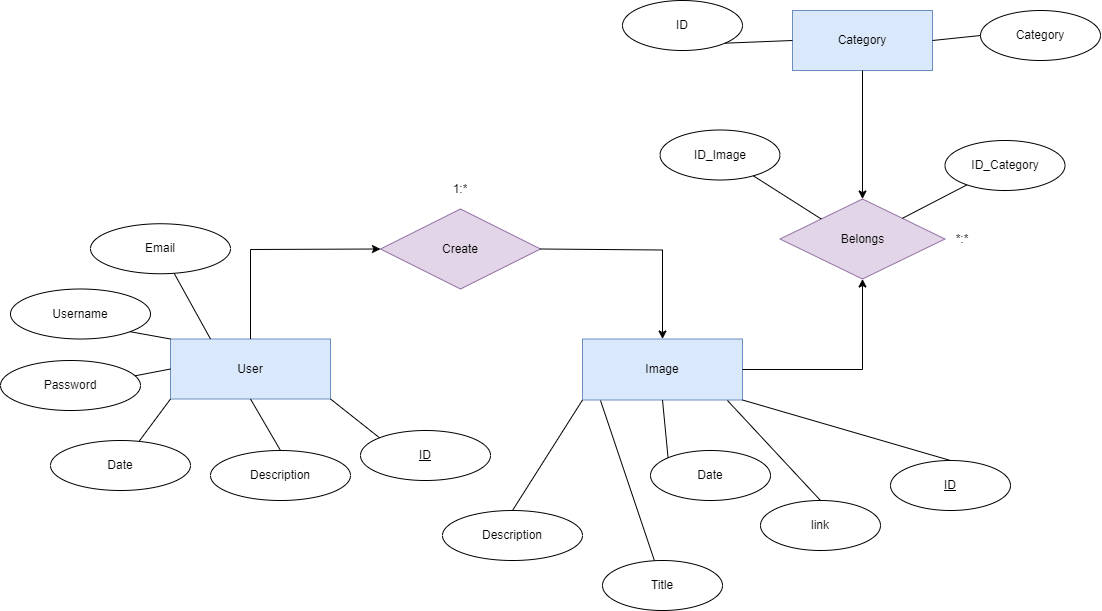 ID
Category
Category
ID_Image
ID_Category
1:*
Create
Belongs
*:*
Email
Username
User
Image
Password
Date
Description
ID
Date
ID
Description
link
Title